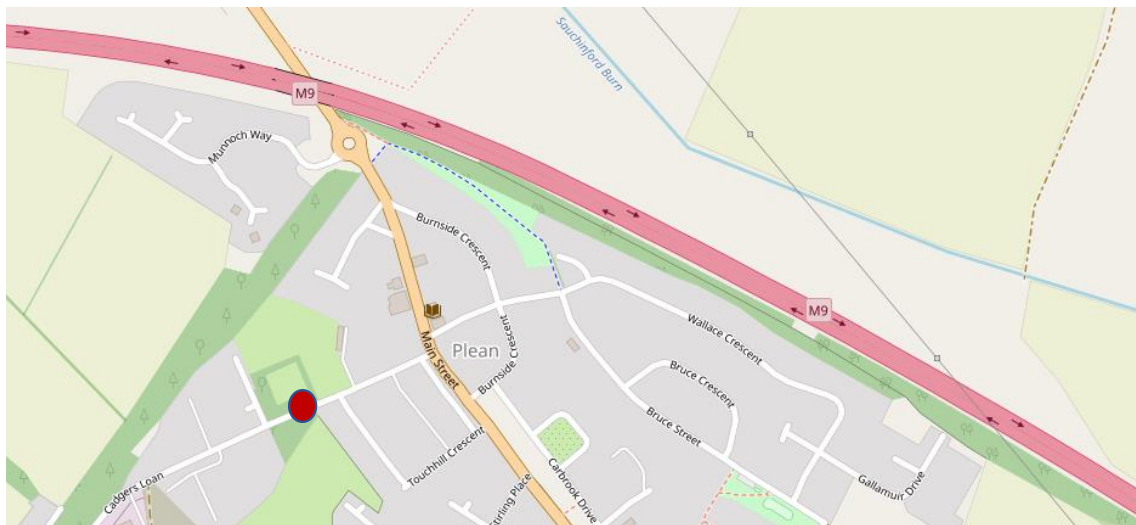 Sauchinford Burn
M9
Munnoch Way
Burnside Crescent
M9
Wallace Crescent
Main Street
Plean
Burnside Crescent
Bruce Crescent
Bruce Street
Touchhill Crescent
Carbrook Drive
Gallamuir Drive
Cadgers Loan
Stirling Place